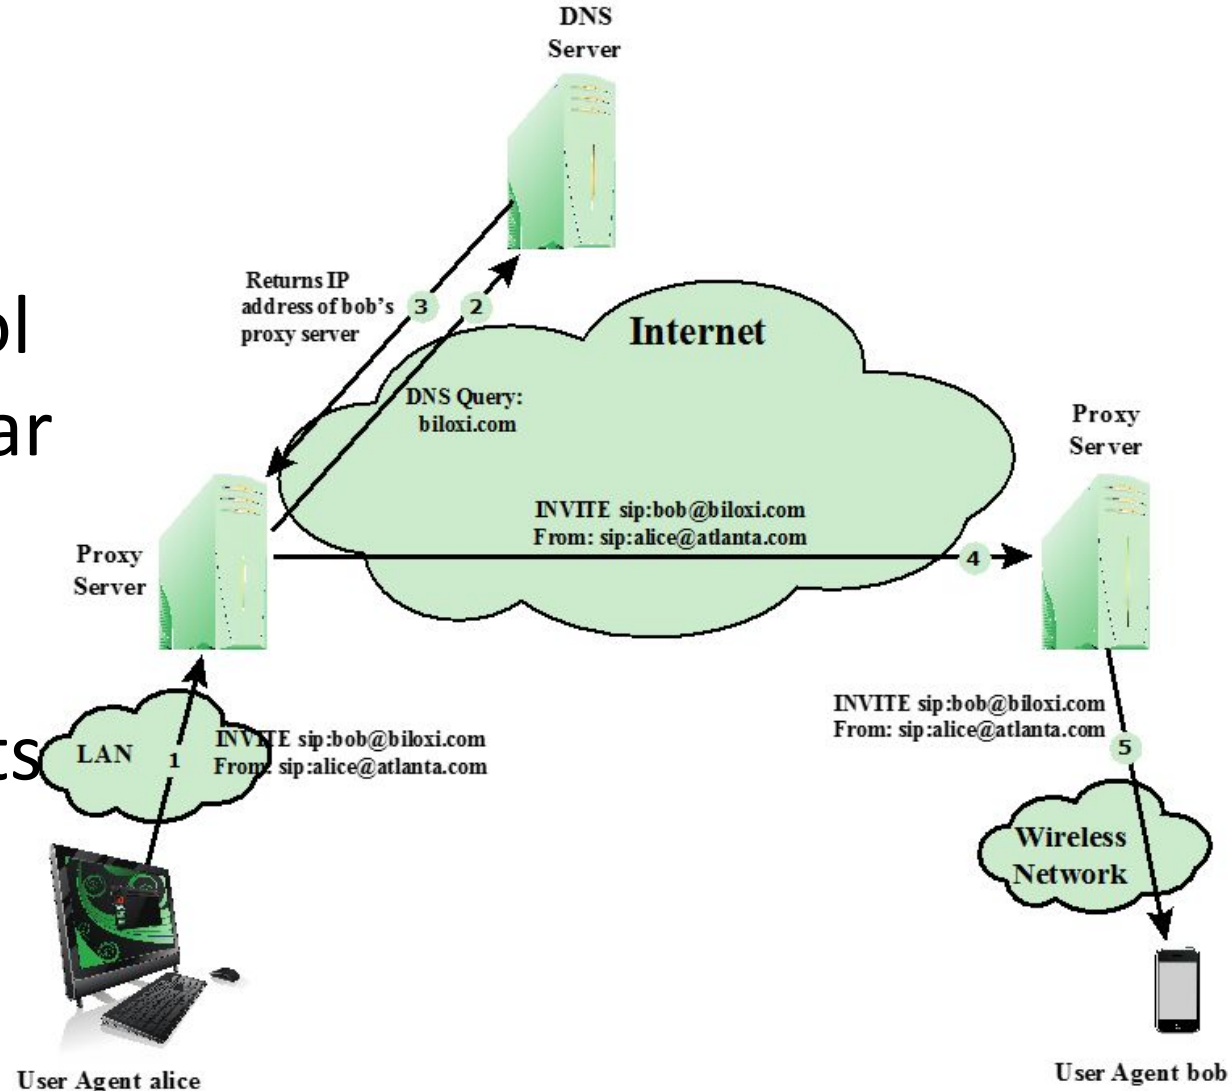 DNS
Server
Returns IP
address of bob's
proxy server
3
2
Internet
DNS Query:
biloxi.com
Proxy
Server
INVITE sip:bob@biloxi.com
From: sip:alice@atlanta.com
4
Proxy
Server
ol
ar
ts
LAN
1
INVITE sip:bob@biloxi.com
From: sip:alice@atlanta.com
INVITE sip:bob@biloxi.com
From: sip:alice@atlanta.com
5
Wireless
Network
User Agent alice
User Agent bob